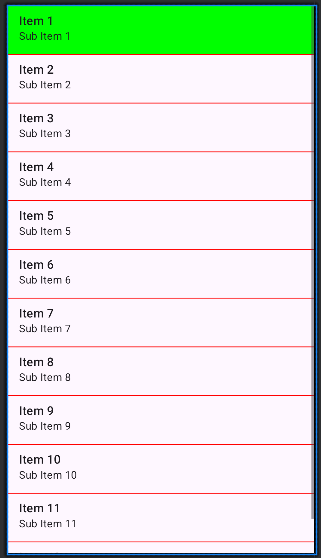 Item 1
Sub Item 1
Item 2
Sub Item 2
Item 3
Sub Item 3
Item 4
Sub Item 4
Item 5
Sub Item 5
Item 6
Sub Item 6
Item 7
Sub Item 7
Item 8
Sub Item 8
Item 9
Sub Item 9
Item 10
Sub Item 10
Item 11
Sub Item 11